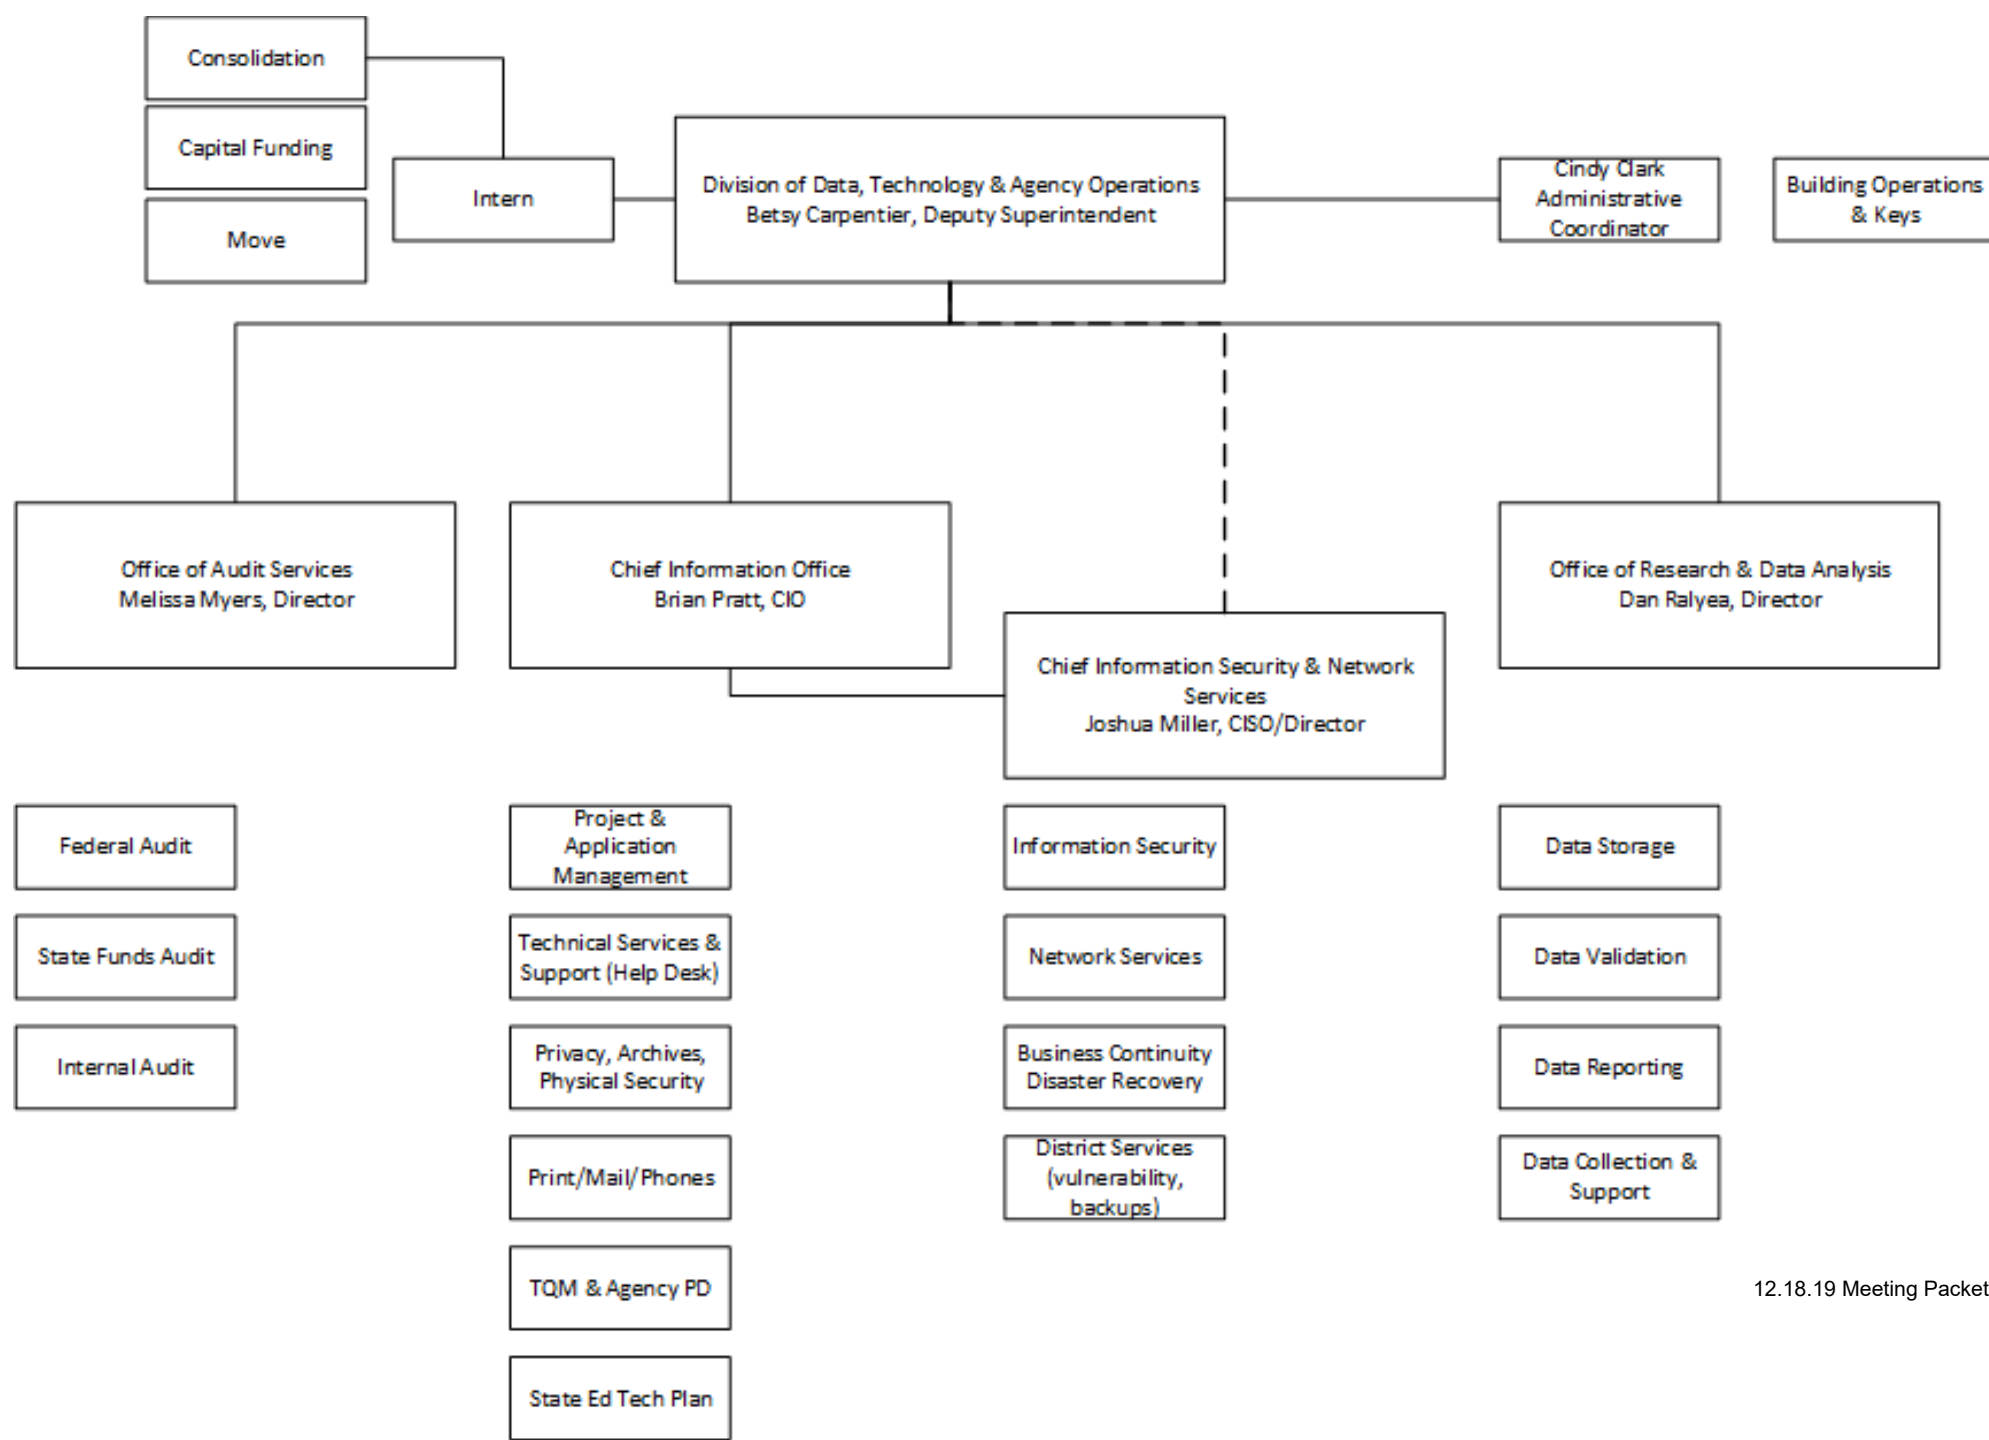 Consolidation
Capital Funding
Move
Intern
Division of Data, Technology & Agency Operations
Betsy Carpentier, Deputy Superintendent
Cindy Clark
Administrative
Coordinator
Building Operations
& Keys
Office of Audit Services
Melissa Myers, Director
Chief Information Office
Brian Pratt, CIO
Chief Information Security & Network
Services
Joshua Miller, CISO/Director
Office of Research & Data Analysis
Dan Ralyea, Director
Federal Audit
State Funds Audit
Internal Audit
Project &
Application
Management
Technical Services &
Support (Help Desk)
Privacy, Archives,
Physical Security
Print/Mail/Phones
TQM & Agency PD
State Ed Tech Plan
Information Security
Network Services
Business Continuity
Disaster Recovery
District Services
(vulnerability,
backups)
Data Storage
Data Validation
Data Reporting
Data Collection &
Support
12.18.19 Meeting Packet